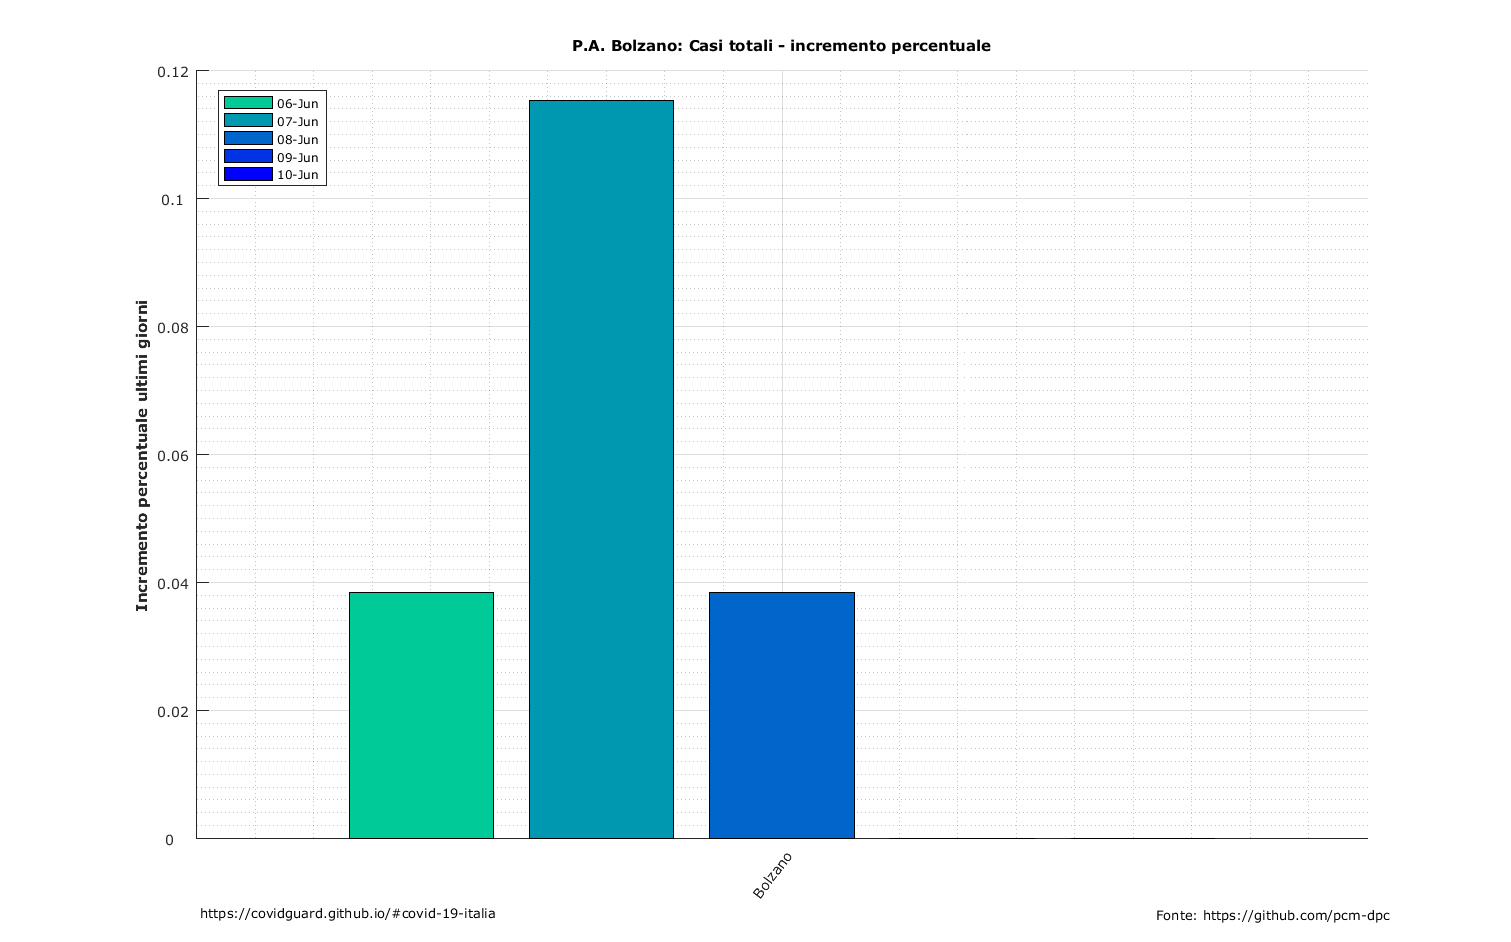 P.A. Bolzano: Casi totali - incremento percentuale
0.12
0.1
0.08
0.06
0.04
0.02
0
Incremento percentuale ultimi giorni
06-Jun
07-Jun
08-Jun
09-Jun
10-Jun
Bolzano
https://covidguard.github.io/#covid-19-italia
Fonte: https://github.com/pcm-dpc